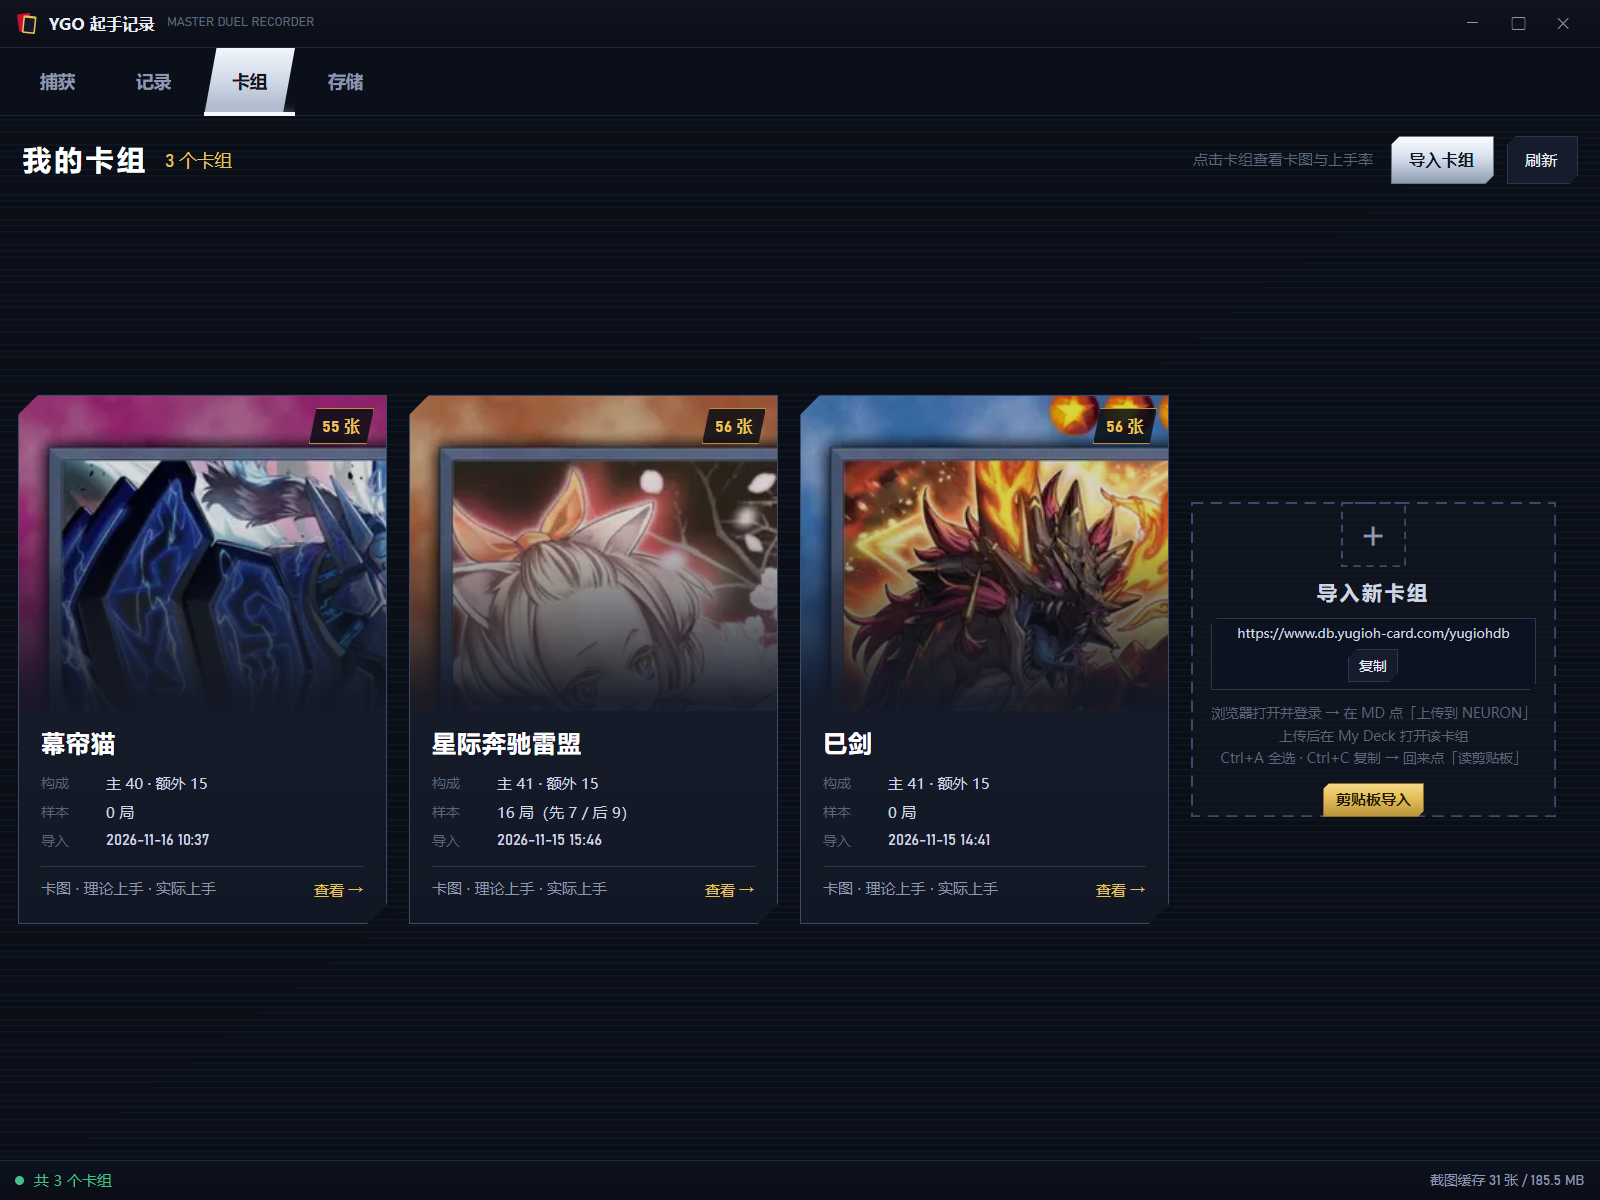 YGO 起手记录 MASTER DUEL RECORDER
捕获 记录 卡组 存储
我的卡组 3 个卡组
点击卡组查看卡图与上手率 导入卡组 刷新
55 张
幕帘猫
构成 主 40 · 额外 15
样本 0 局
导入 2026-11-16 10:37
卡图 · 理论上手 · 实际上手 查看 →
56 张
星际奔驰雷盟
构成 主 41 · 额外 15
样本 16 局 (先 7 / 后 9)
导入 2026-11-15 15:46
卡图 · 理论上手 · 实际上手 查看 →
56 张
巳剑
构成 主 41 · 额外 15
样本 0 局
导入 2026-11-15 14:41
卡图 · 理论上手 · 实际上手 查看 →
+
导入新卡组
https://www.db.yugioh-card.com/yugiohdb
复制
浏览器打开并登录 → 在 MD 点「上传到 NEURON」
上传后在 My Deck 打开该卡组
Ctrl+A 全选 · Ctrl+C 复制 → 回来点「读剪贴板」
剪贴板导入
共 3 个卡组
截图缓存 31 张 / 185.5 MB